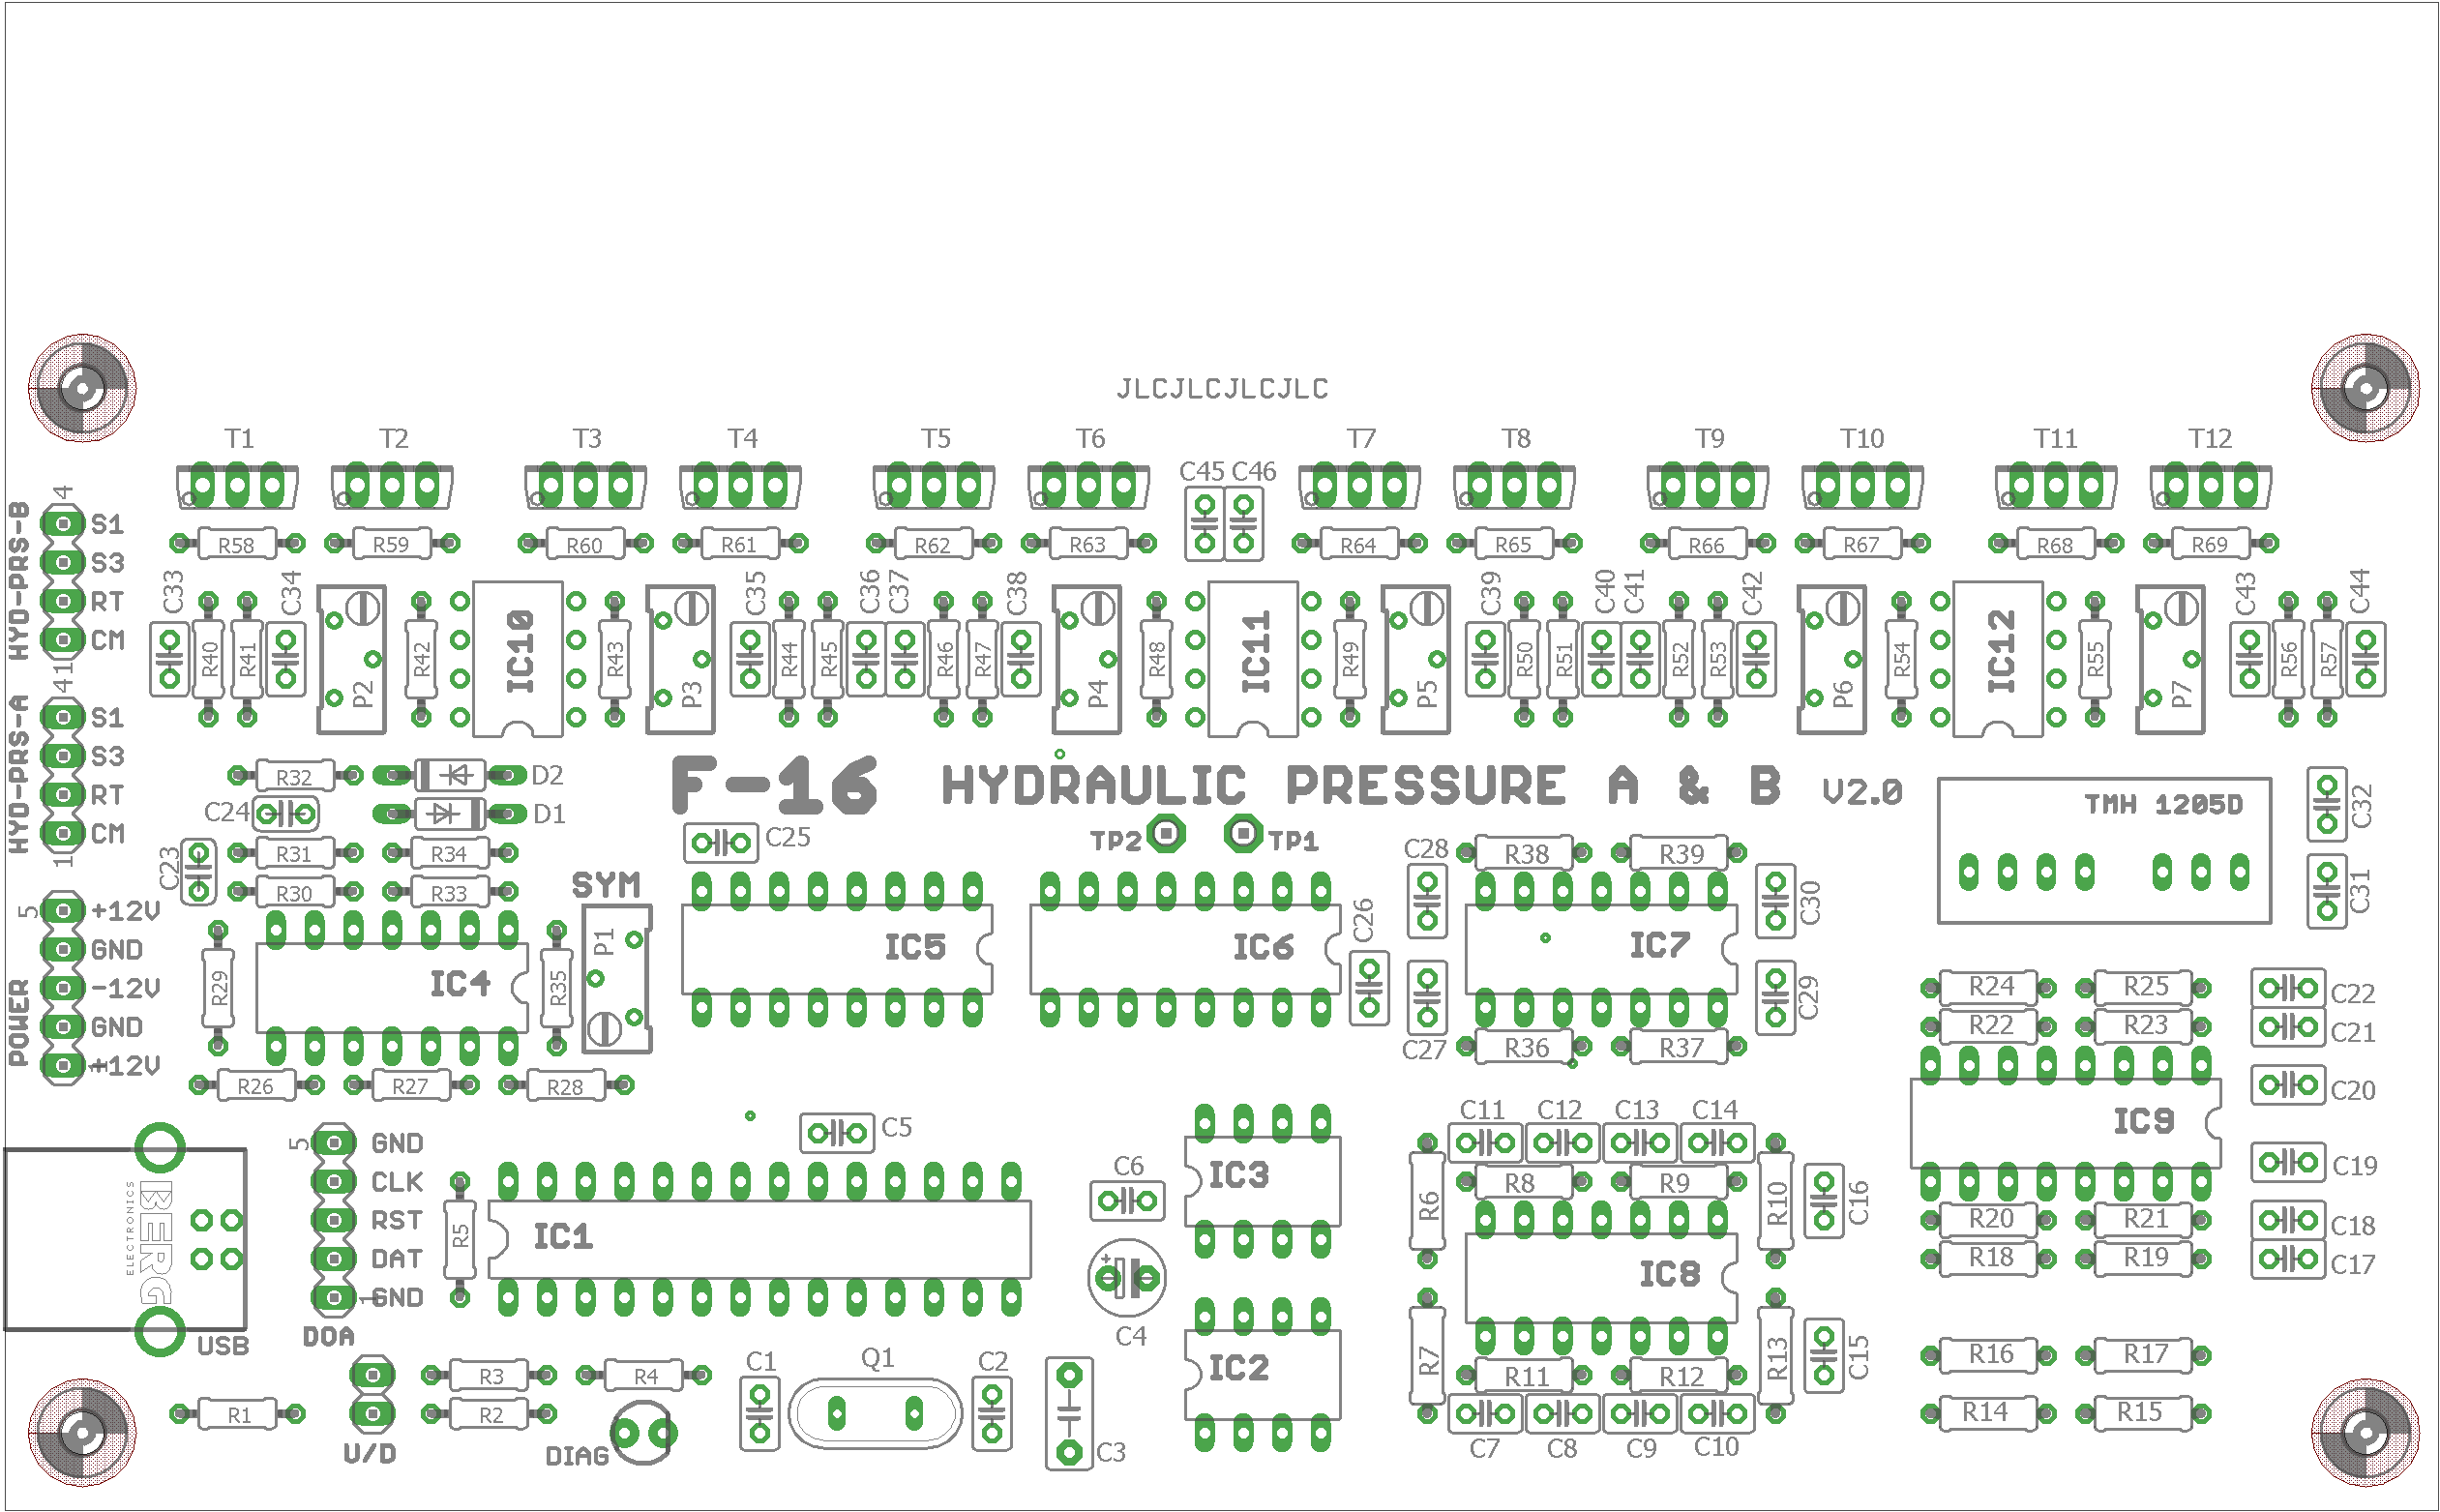 JLCJLCJLCJLC
T1 T2 T3 T4 T5 T6 T7 T8 T9 T10 T11 T12
C45 C46
HYD-PRS-B
4
S1
S3
RT
CM
1
R58 R59 R60 R61 R62 R63 R64 R65 R66 R67 R68 R69
C33 R40 R41 C34 P2 R42 IC10 R43 P3 C35 R44 R45 C36 C37 R46 R47 C38 P4 R48 IC11 R49 P5 C39 R50 R51 C40 C41 R52 R53 C42 P6 R54 IC12 R55 P7 C43 R56 R57 C44
HYD-PRS-A
4
S1
S3
RT
CM
1
R32 D2
C24 D1
C23 R31 R34
R30 R33
F-16 HYDRAULIC PRESSURE A & B V2.0
TMH 1205D
C32
C31
C25
TP2 TP1
C28 R38 R39 C30
SYM
P1
POWER
5
+12V
GND
-12V
GND
+12V
1
R29 IC4 R35
IC5 IC6 C26 IC7
C27 R36 R37 C29
R26 R27 R28
R24 R25 C22
R22 R23 C21
C20
IC9
C19
R20 R21 C18
R18 R19 C17
R16 R17
R14 R15
BERG
ELECTRONICS
USB
5
GND
CLK
RST
DAT
GND
1
DOA
R5 IC1 C5
C6 IC3
C4 IC2
C11 C12 C13 C14
R6 R8 R9 R10 C16
IC8
R7 R11 R12 R13 C15
C7 C8 C9 C10
R1 U/D
R3 R4
R2 DIAG
C1 Q1 C2 C3
+